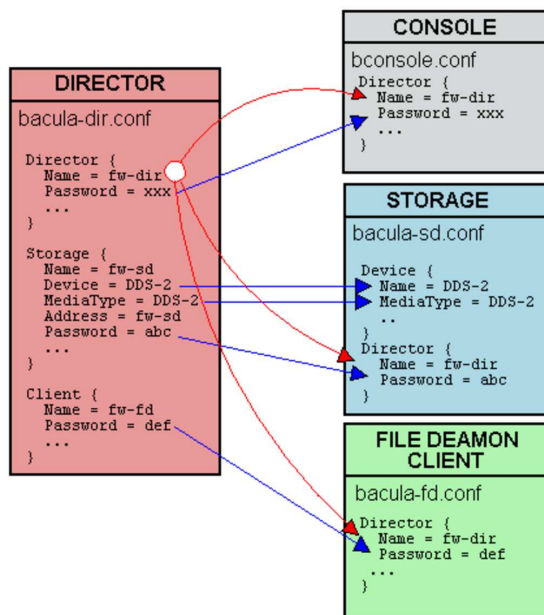 DIRECTOR
bacula-dir.conf
Director {
Name = fw-dir
Password = xxx
...
}
Storage {
Name = fw-sd
Device = DDS-2
MediaType = DDS-2
Address = fw-sd
Password = abc
...
}
Client {
Name = fw-fd
Password = def
...
}
CONSOLE
bconsole.conf
Director {
Name = fw-dir
Password = xxx
...
}
STORAGE
bacula-sd.conf
Device {
Name = DDS-2
MediaType = DDS-2
..
}
Director {
Name = fw-dir
Password = abc
}
FILE DEAMON
CLIENT
bacula-fd.conf
Director {
Name = fw-dir
Password = def
...
}